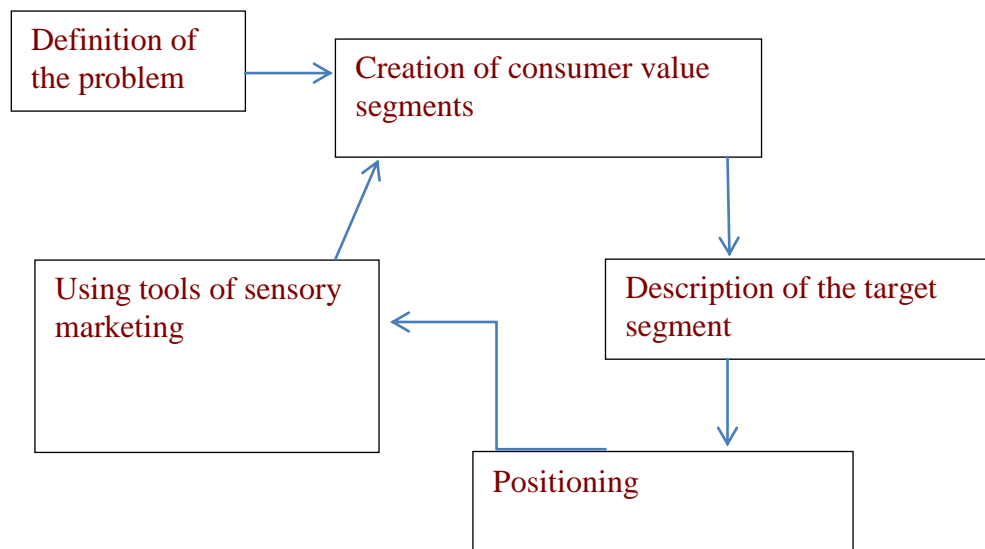 Definition of
the problem
Creation of consumer value
segments
Using tools of sensory
marketing
Description of the target
segment
Positioning